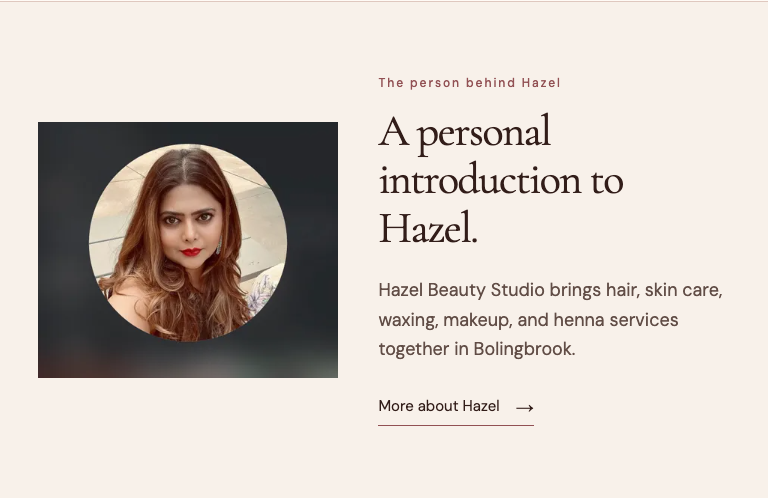 The person behind Hazel
A personal
introduction to
Hazel.
Hazel Beauty Studio brings hair, skin care,
waxing, makeup, and henna services
together in Bolingbrook.
More about Hazel →